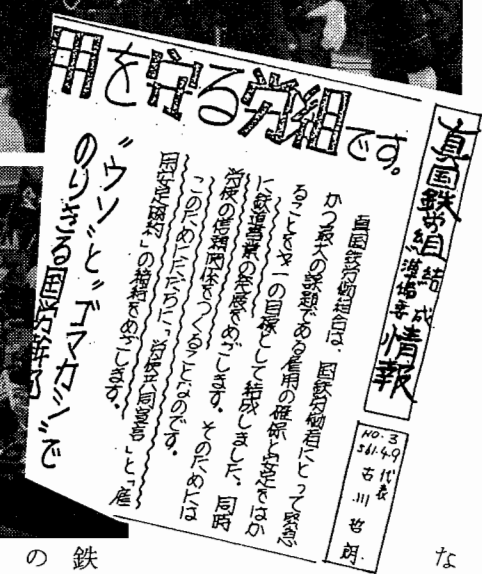 真国鉄労組結成準備委情報
NO.3
S61.4.9
代表
古川哲朗
用を守る労組です。
真国鉄労働組合は、国鉄労働者にとって緊急
かつ最大の課題である雇用の確保と安定をはか
ることを第一の目標として結成しました。同時
に鉄道事業の発展をめざします。そのためには
労使の信頼関係をつくることなのです。
このためにただちに、「労使共同宣言」と「雇
用安定協約」の締結をめざします。
"ウソ"と"ゴマカシ"で
のりきる国労幹部
な
鉄
の